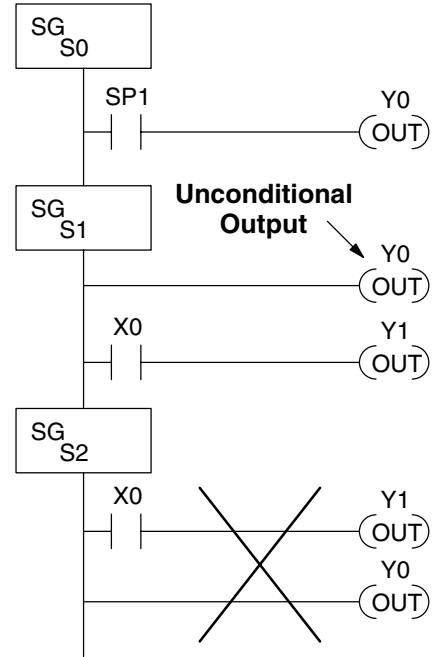 SG
S0
SP1
Y0
OUT
SG
S1
Unconditional
Output
Y0
OUT
X0
Y1
OUT
SG
S2
X0
Y1
OUT
Y0
OUT